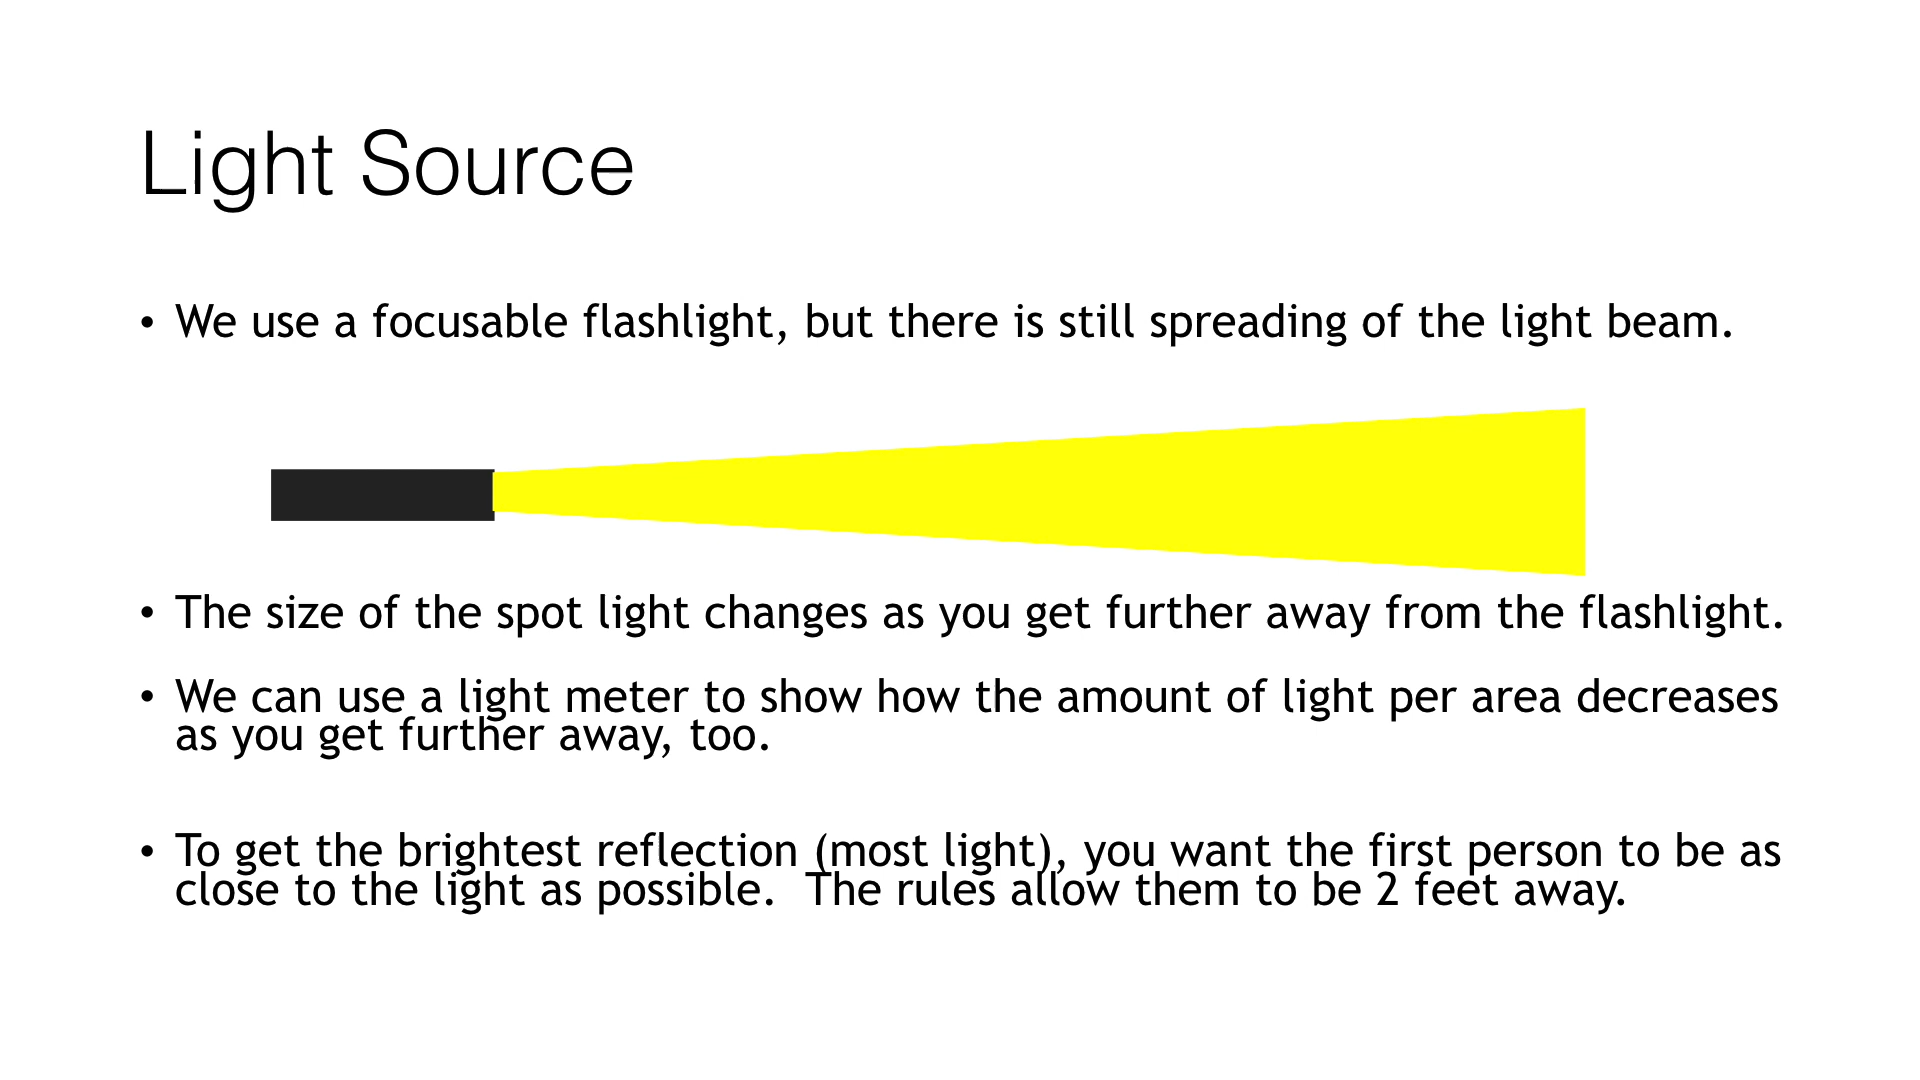 Light Source
• We use a focusable flashlight, but there is still spreading of the light beam.
• The size of the spot light changes as you get further away from the flashlight.
• We can use a light meter to show how the amount of light per area decreases
as you get further away, too.
• To get the brightest reflection (most light), you want the first person to be as
close to the light as possible.  The rules allow them to be 2 feet away.